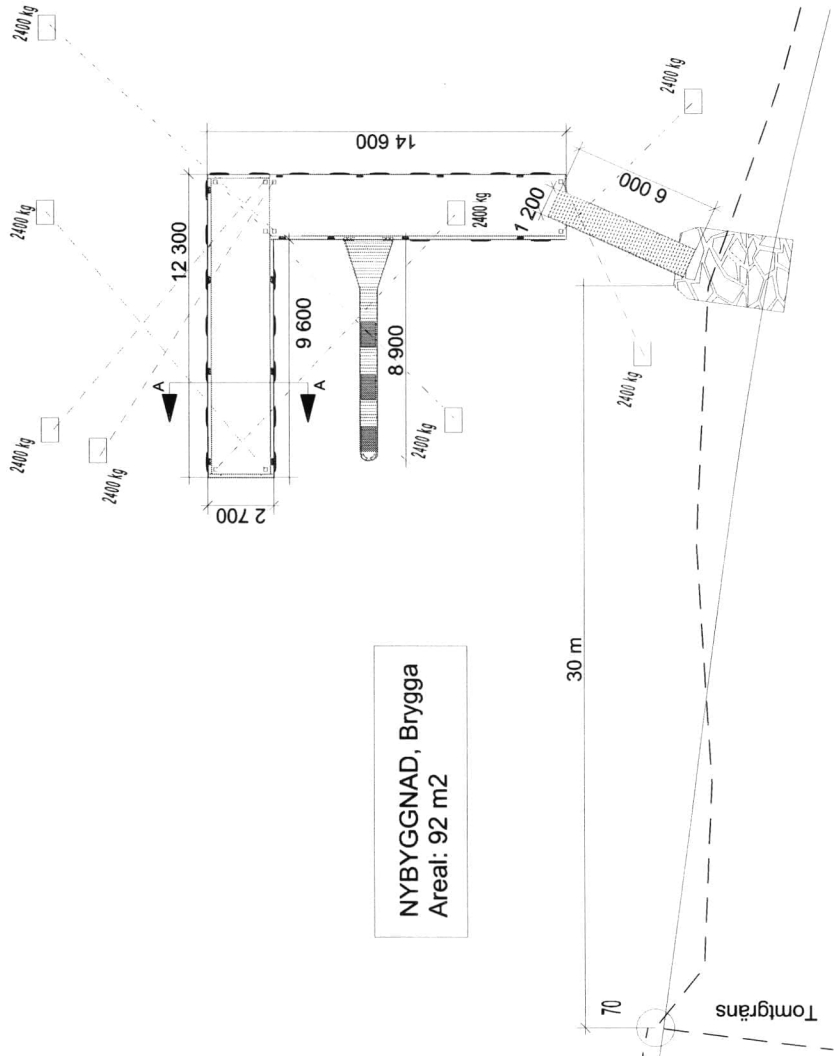 2400 kg
2400 kg
2400 kg
2400 kg
2400 kg
2400 kg
2400 kg
2400 kg
14 600
12 300
9 600
8 900
2 700
1 200
6 000
A
A
30 m
NYBYGGNAD, Brygga
Areal: 92 m2
70
Tomtgräns